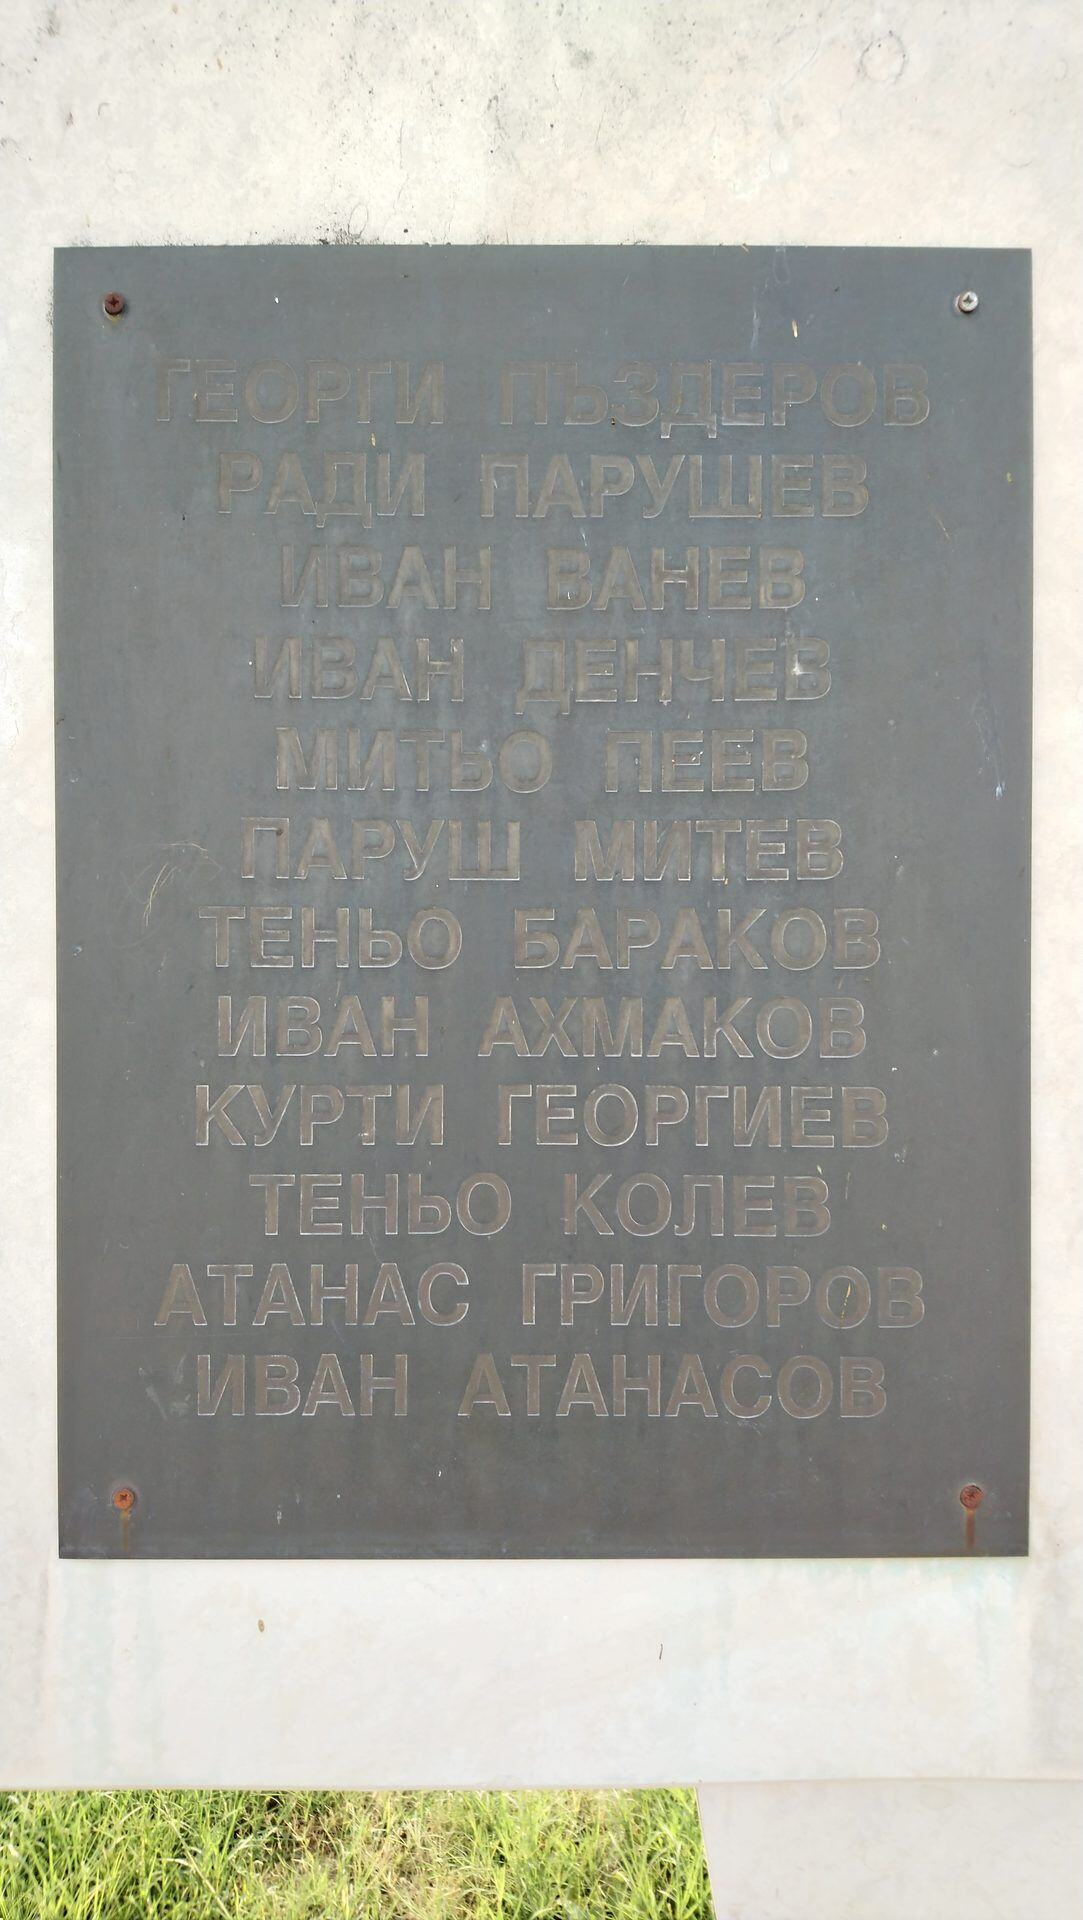 ГЕОРГИ ПЪЗДЕРОВ
РАДИ ПАРУШЕВ
ИВАН ВАНЕВ
ИВАН ДЕНЧЕВ
МИТЬО ПЕЕВ
ПАРУШ МИТЕВ
ТЕНЬО БАРАКОВ
ИВАН АХМАКОВ
КУРТИ ГЕОРГИЕВ
ТЕНЬО КОЛЕВ
АТАНАС ГРИГОРОВ
ИВАН АТАНАСОВ